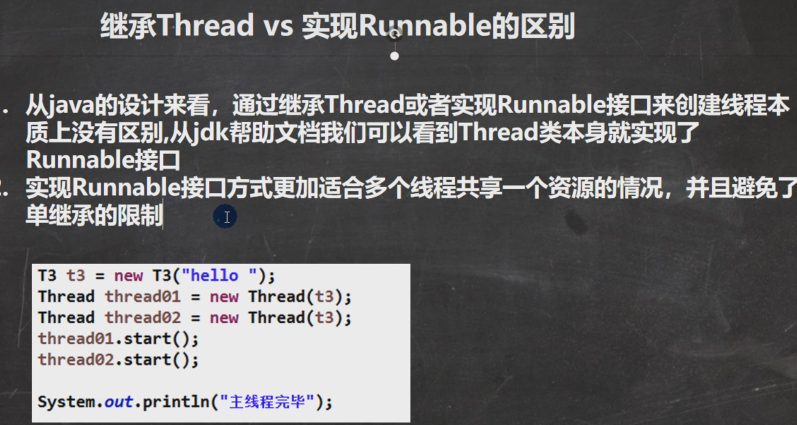 继承Thread vs 实现Runnable的区别
. 从java的设计来看，通过继承Thread或者实现Runnable接口来创建线程本
质上没有区别,从jdk帮助文档我们可以看到Thread类本身就实现了
Runnable接口
2. 实现Runnable接口方式更加适合多个线程共享一个资源的情况，并且避免了
单继承的限制
T3 t3 = new T3("hello ");
Thread thread01 = new Thread(t3);
Thread thread02 = new Thread(t3);
thread01.start();
thread02.start();
System.out.println("主线程完毕");